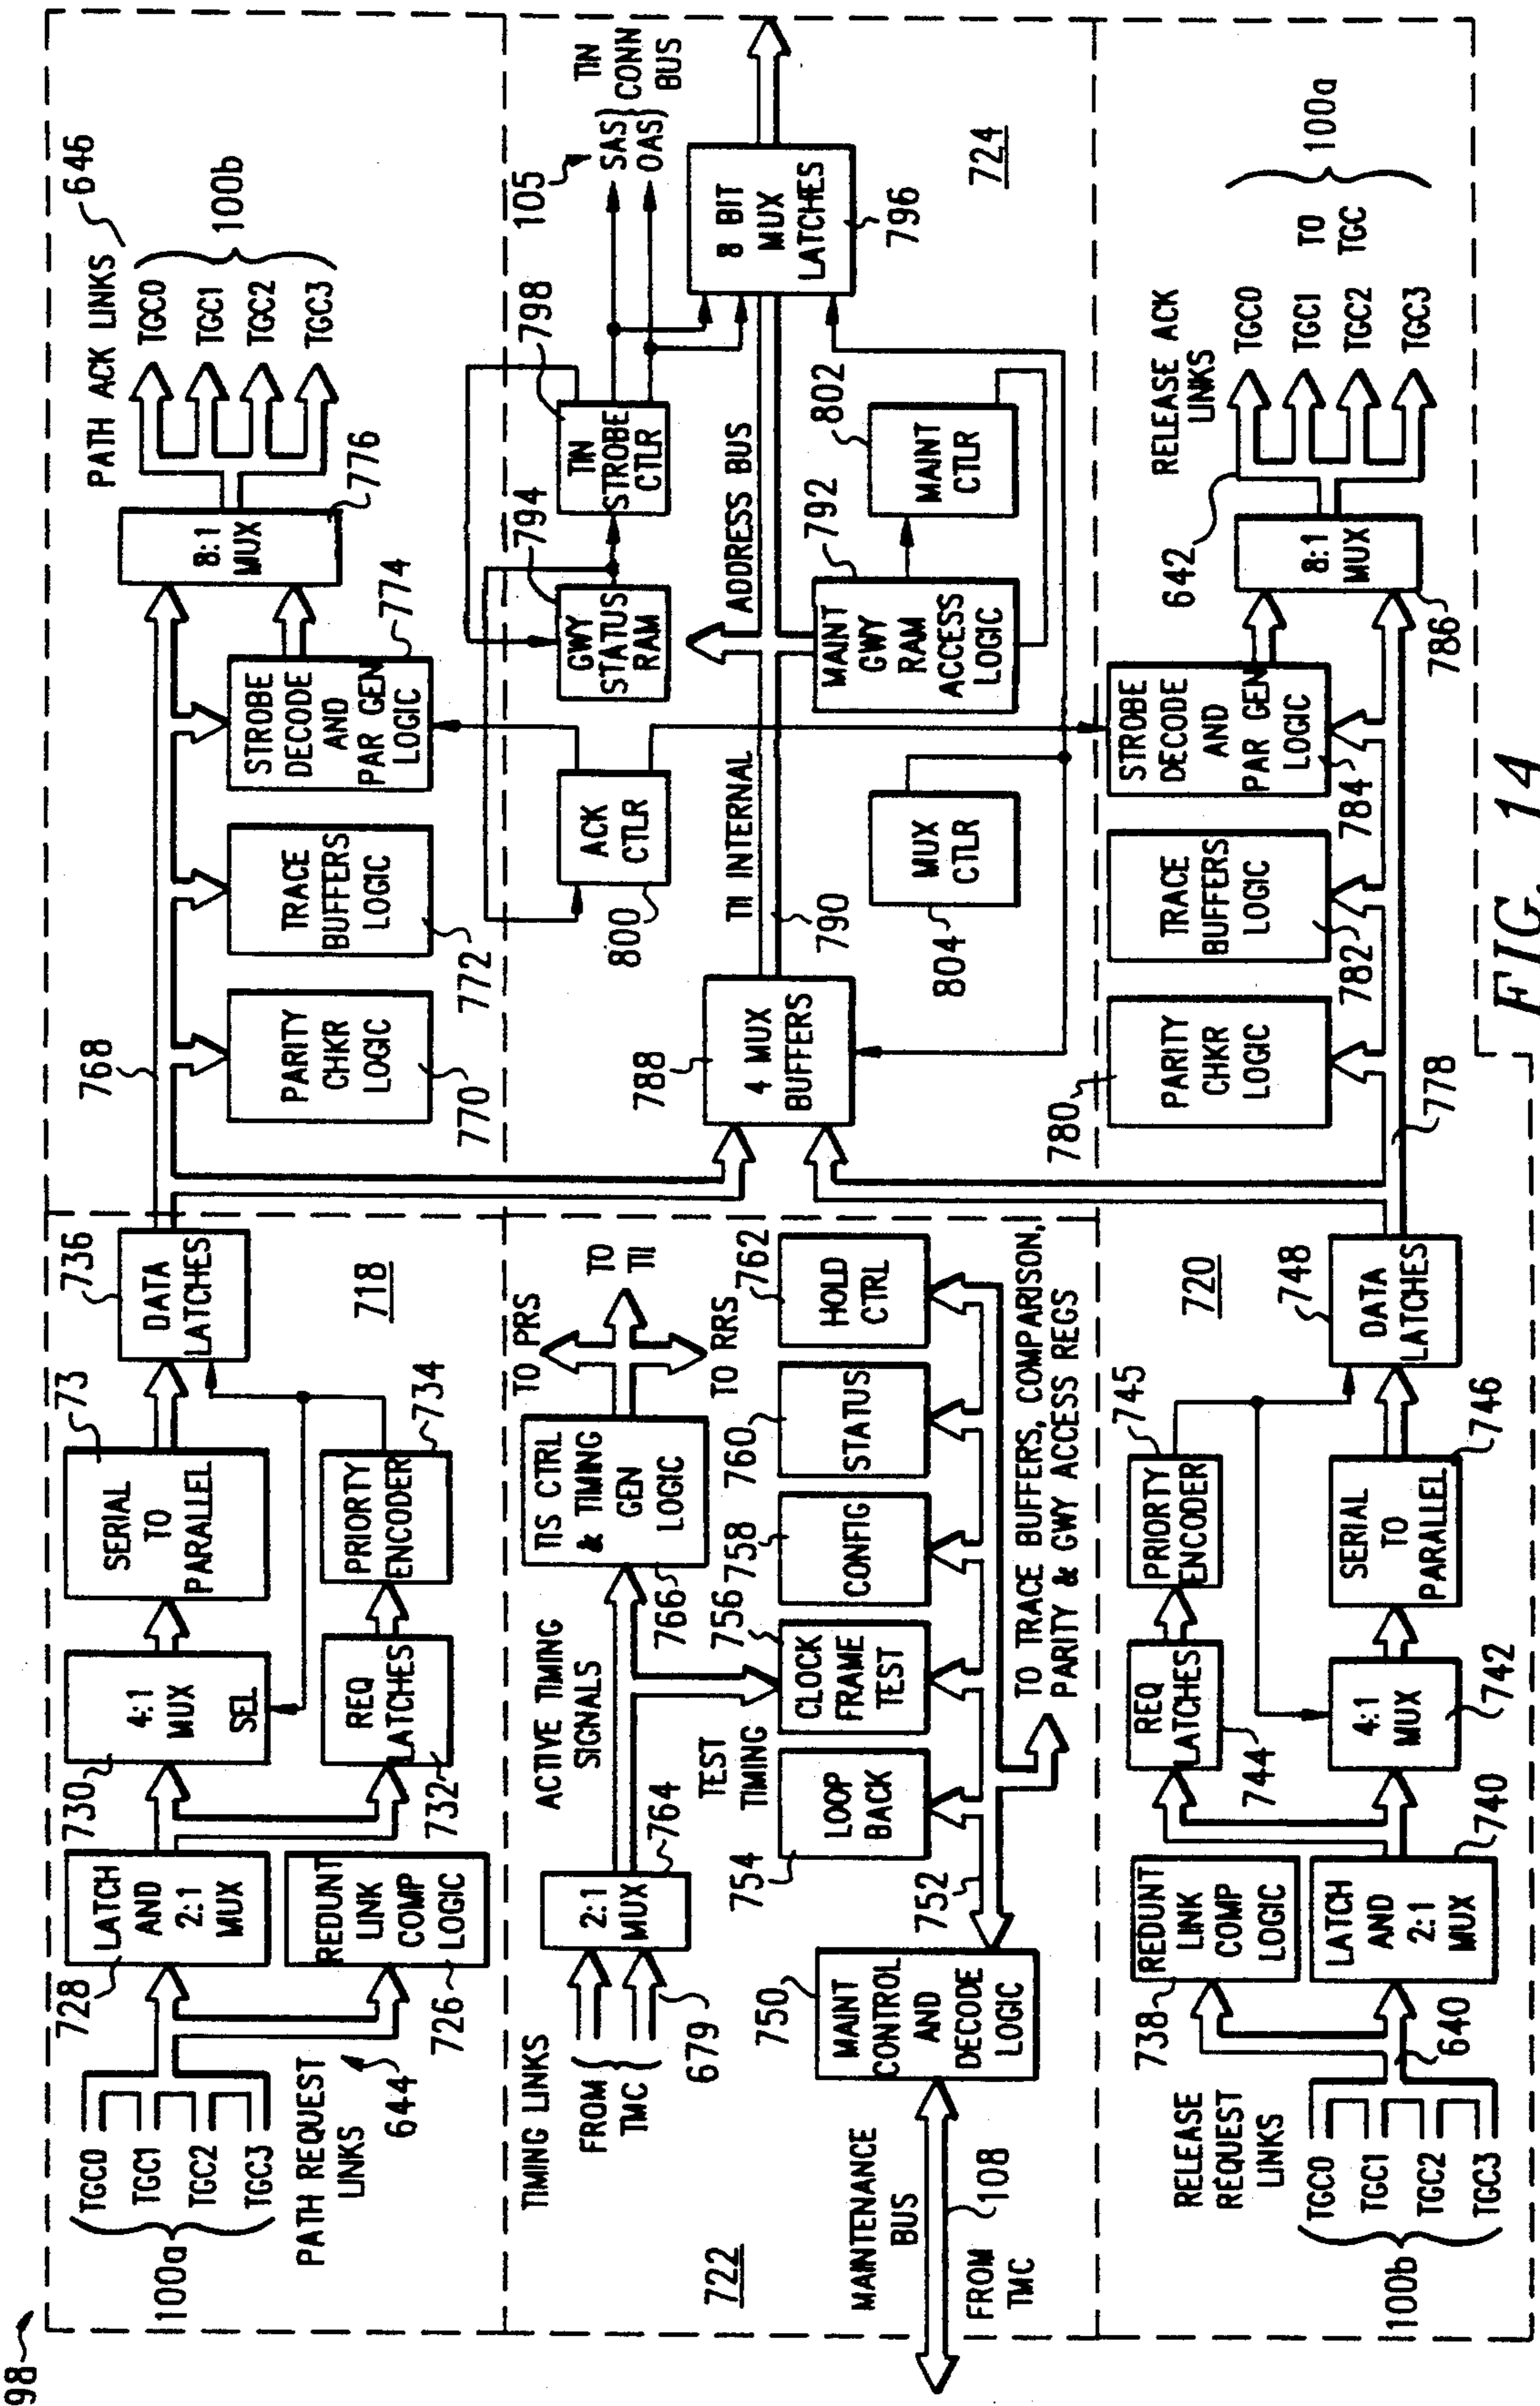 98
TGC0
TGC1
TGC2
TGC3
100a
PATH REQUEST
LINKS
644
728
LATCH
AND
2:1
MUX
REDUNT
LINK
COMP
LOGIC
726
730
4:1
MUX
SEL
REQ
LATCHES
732
73
SERIAL
TO
PARALLEL
PRIORTY
ENCODER
734
736
DATA
LATCHES
718
768
PARITY
CHKR
LOGIC
770
TRACE
BUFFERS
LOGIC
772
STROBE
DECODE
AND
PAR GEN
LOGIC
774
8:1
MUX
776
PATH ACK LINKS
646
TGC0
TGC1
TGC2
TGC3
100b
TIMING LINKS
FROM
TMC
679
2:1
MUX
764
ACTIVE TIMING
SIGNALS
TEST
TIMING
TIS CTRL
& TIMING
GEN
LOGIC
766
TO PRS
TO
TII
TO RRS
722
MAINTENANCE
BUS
FROM
TMC
108
750
MAINT
CONTROL
AND
DECODE
LOGIC
752
754
LOOP
BACK
756
CLOCK
FRAME
TEST
758
CONFIG
760
STATUS
762
HOLD
CTRL
TO TRACE BUFFERS, COMPARISON,
PARITY & GWY ACCESS REGS
788
4 MUX
BUFFERS
TII INTERNAL
ADDRESS BUS
790
800
ACK
CTLR
794
GWY
STATUS
RAM
798
TIN
STROBE
CTLR
105
SAS
OAS
TIN
CONN
BUS
8 BIT
MUX
LATCHES
796
724
804
MUX
CTLR
792
MAINT
GWY
RAM
ACCESS
LOGIC
802
MAINT
CTLR
RELEASE
REQUEST
LINKS
TGC0
TGC1
TGC2
TGC3
100b
640
738
REDUNT
LINK
COMP
LOGIC
LATCH
AND
2:1
MUX
740
REQ
LATCHES
744
4:1
MUX
742
745
PRIORTY
ENCODER
SERIAL
TO
PARALLEL
746
720
748
DATA
LATCHES
778
780
PARITY
CHKR
LOGIC
TRACE
BUFFERS
LOGIC
782
STROBE
DECODE
AND
PAR GEN
LOGIC
784
8:1
MUX
786
642
RELEASE ACK
LINKS
TGC0
TGC1
TGC2
TGC3
TO
TGC
100a
FIG. 14